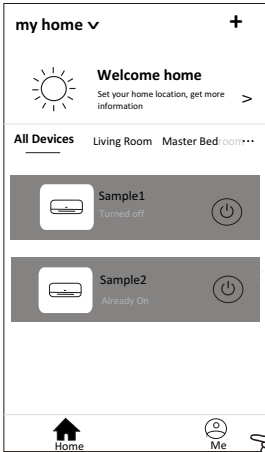 my home
Welcome home
Set your home location, get more
information
All Devices Living Room Master Bedroom
Sample1
Turned off
Sample2
Already On
Home Me